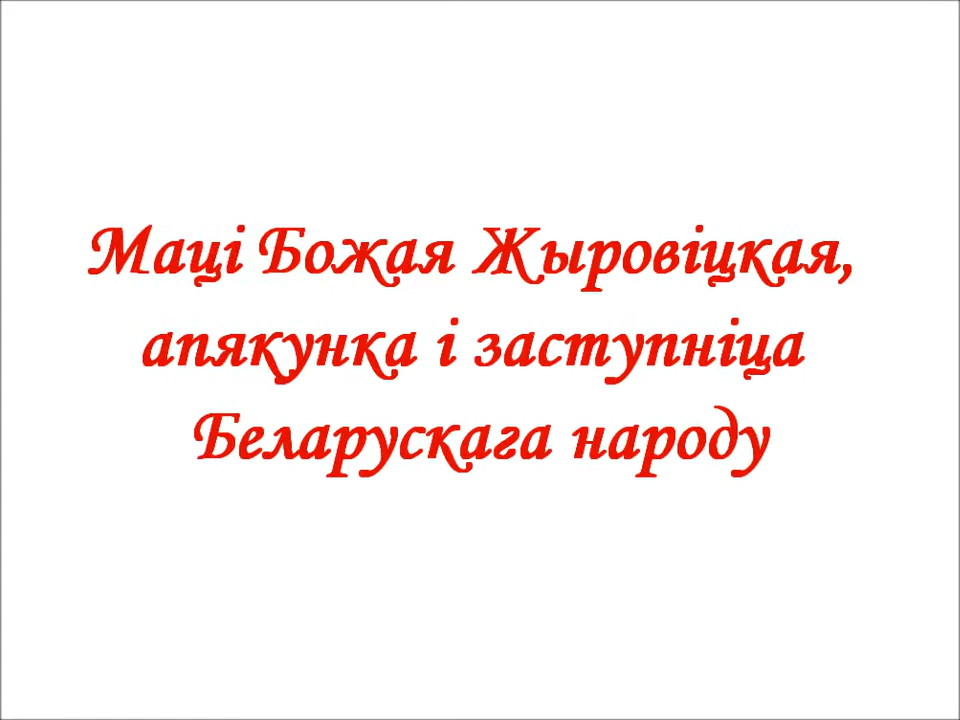 Маці Божая Жыровіцкая,
апякунка і заступніца
Беларускага народу